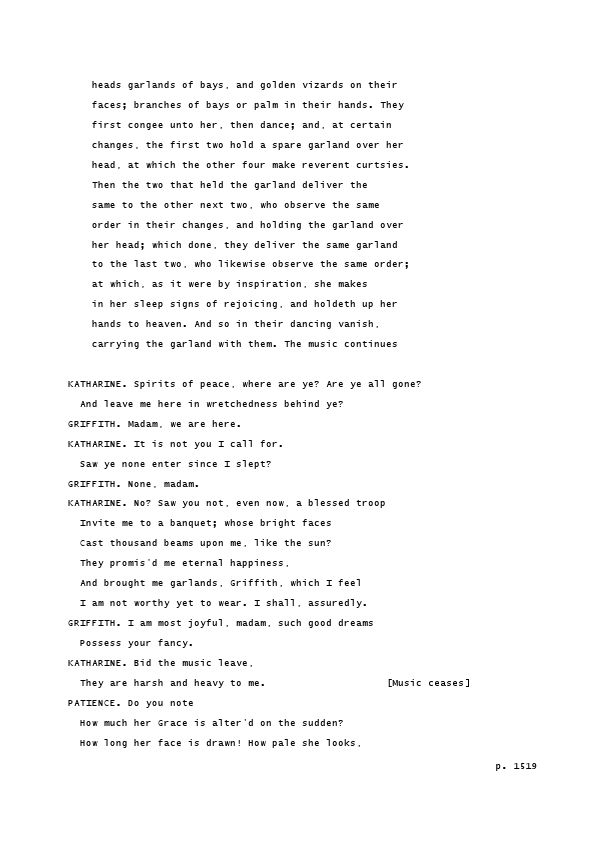 heads garlands of bays, and golden vizards on their
faces; branches of bays or palm in their hands. They
first congee unto her, then dance; and, at certain
changes, the first two hold a spare garland over her
head, at which the other four make reverent curtsies.
Then the two that held the garland deliver the
same to the other next two, who observe the same
order in their changes, and holding the garland over
her head; which done, they deliver the same garland
to the last two, who likewise observe the same order;
at which, as it were by inspiration, she makes
in her sleep signs of rejoicing, and holdeth up her
hands to heaven. And so in their dancing vanish,
carrying the garland with them. The music continues
KATHARINE. Spirits of peace, where are ye? Are ye all gone?
And leave me here in wretchedness behind ye?
GRIFFITH. Madam, we are here.
KATHARINE. It is not you I call for.
Saw ye none enter since I slept?
GRIFFITH. None, madam.
KATHARINE. No? Saw you not, even now, a blessed troop
Invite me to a banquet; whose bright faces
Cast thousand beams upon me, like the sun?
They promis'd me eternal happiness,
And brought me garlands, Griffith, which I feel
I am not worthy yet to wear. I shall, assuredly.
GRIFFITH. I am most joyful, madam, such good dreams
Possess your fancy.
KATHARINE. Bid the music leave,
They are harsh and heavy to me. [Music ceases]
PATIENCE. Do you note
How much her Grace is alter'd on the sudden?
How long her face is drawn! How pale she looks,
p. 1519